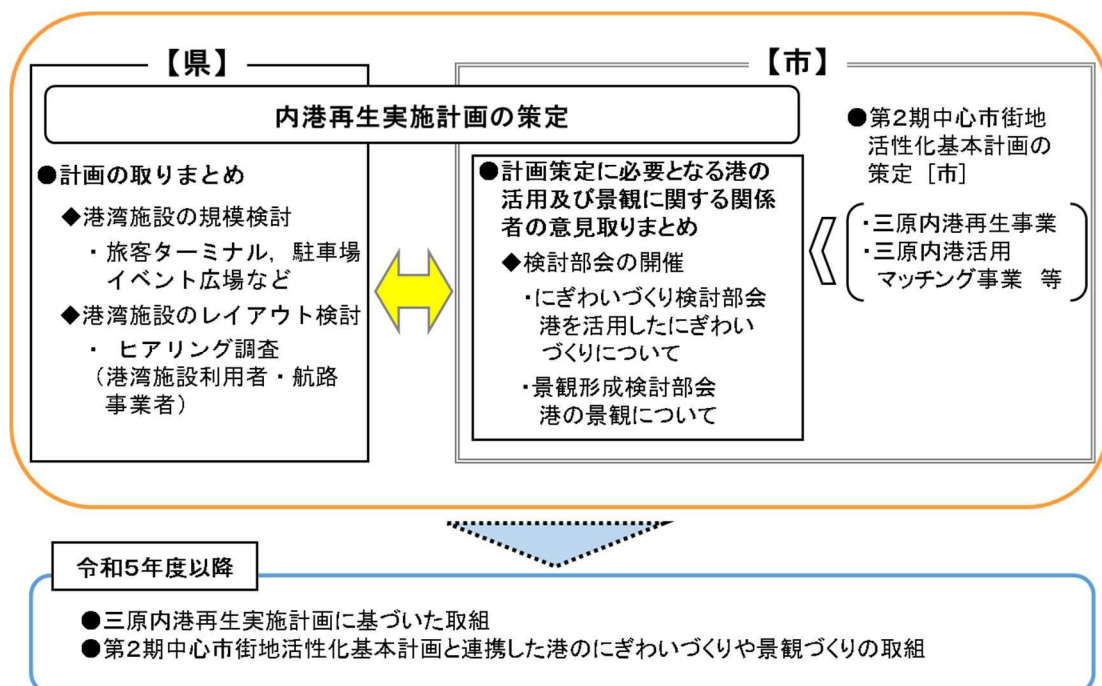 【県】
【市】
内港再生実施計画の策定
●計画の取りまとめ
◆港湾施設の規模検討
・旅客ターミナル，駐車場
イベント広場など
◆港湾施設のレイアウト検討
・ ヒアリング調査
（港湾施設利用者・航路
事業者）
●計画策定に必要となる港の
活用及び景観に関する関係
者の意見取りまとめ
◆検討部会の開催
・にぎわいづくり検討部会
港を活用したにぎわい
づくりについて
・景観形成検討部会
港の景観について
●第２期中心市街地
活性化基本計画の
策定［市］
・三原内港再生事業
・三原内港活用
マッチング事業 等
令和５年度以降
●三原内港再生実施計画に基づいた取組
●第２期中心市街地活性化基本計画と連携した港のにぎわいづくりや景観づくりの取組